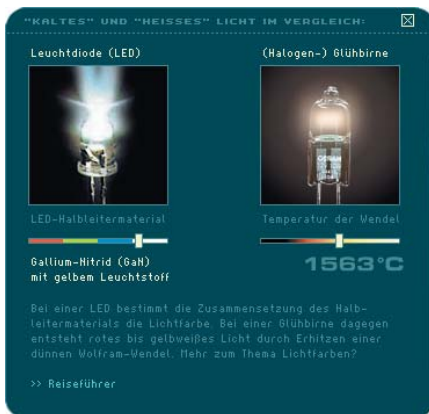 "KALTES" UND "HEISSES" LICHT IM VERGLEICH:
Leuchtdiode (LED)
(Halogen-) Glühbirne
LED-Halbleitermaterial
Temperatur der Wendel
Gallium-Nitrid (GaN)
mit gelbem Leuchtstoff
1563°C
Bei einer LED bestimmt die Zusammensetzung des Halb-
leitermaterials die Lichtfarbe. Bei einer Glühbirne dagegen
entsteht rotes bis gelbweißes Licht durch Erhitzen einer
dünnen Wolfram-Wendel. Mehr zum Thema Lichtfarben?
>> Reiseführer